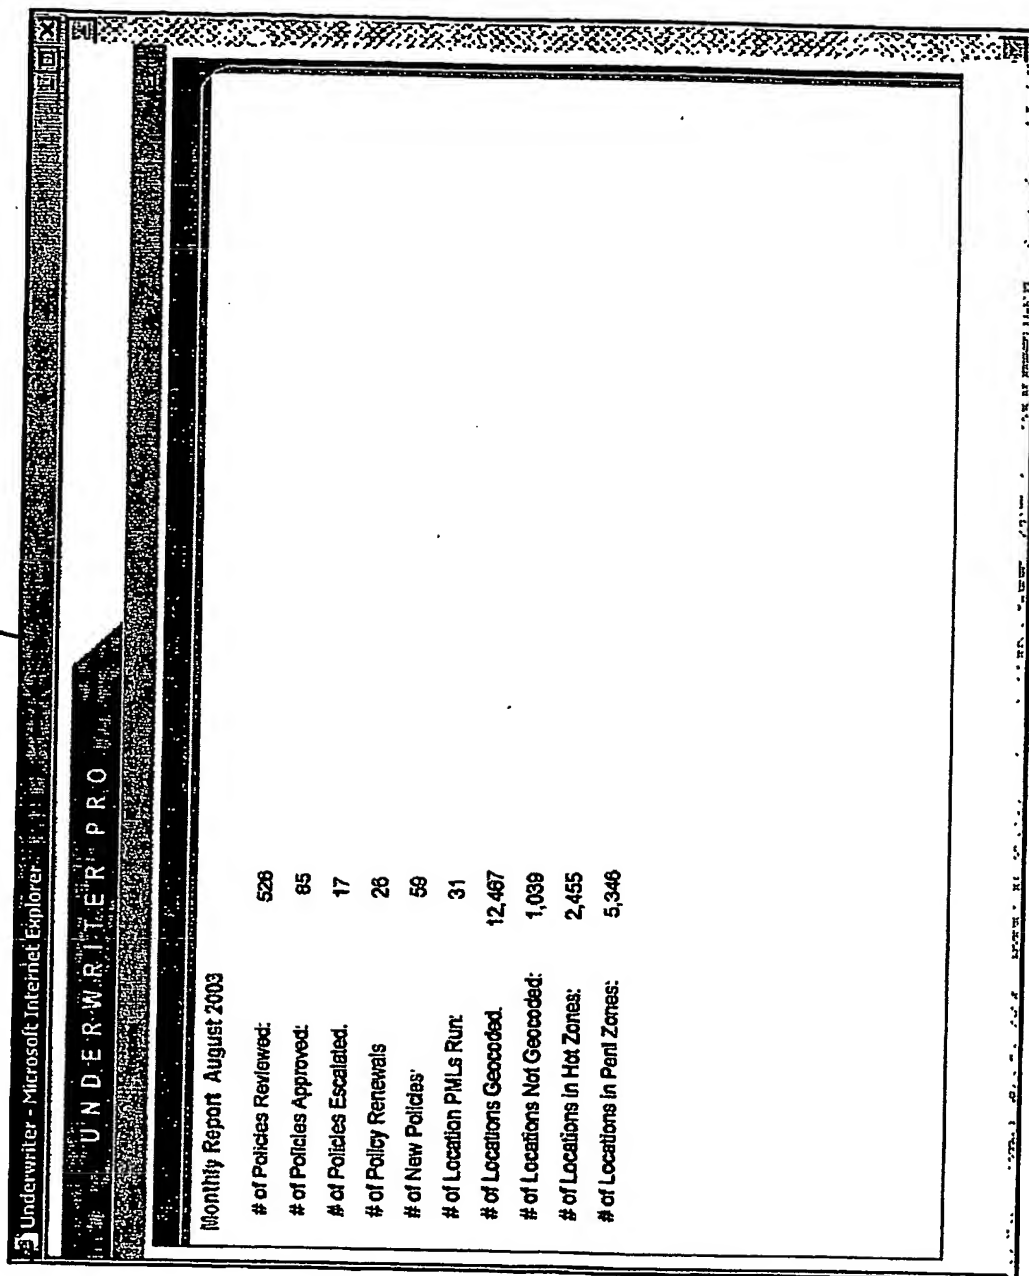 Underwriter - Microsoft Internet Explorer
UNDERWRITER PRO
Monthly Report August 2003
# of Policies Reviewed: 526
# of Policies Approved: 85
# of Policies Escalated. 17
# of Policy Renewals 26
# of New Policies: 59
# of Location PMLs Run: 31
# of Locations Geocoded. 12,467
# of Locations Not Geocoded: 1,039
# of Locations in Hot Zones: 2,455
# of Locations in Peril Zones: 5,346